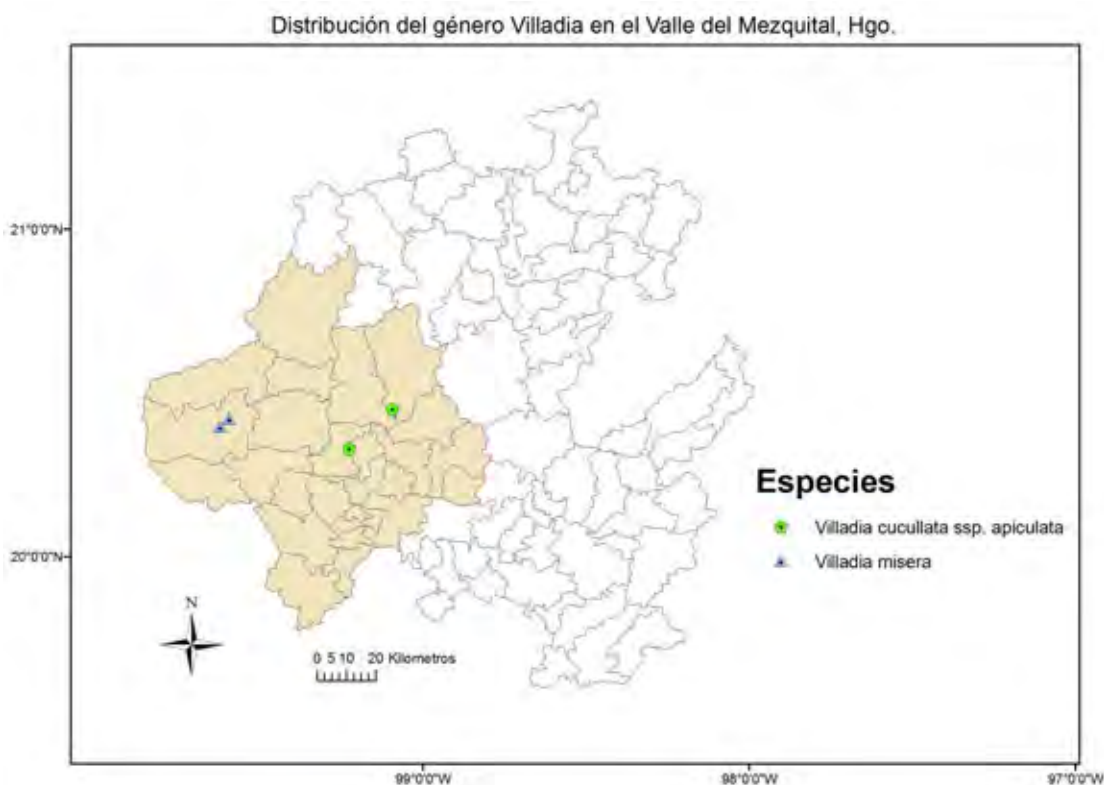 Distribución del género Villadia en el Valle del Mezquital, Hgo.
21°0'0"N
20°0'0"N
Especies
Villadia cucullata ssp. apiculata
Villadia misera
N
0 5 10 20 Kilometros
99°0'0"W
98°0'0"W
97°0'0"W